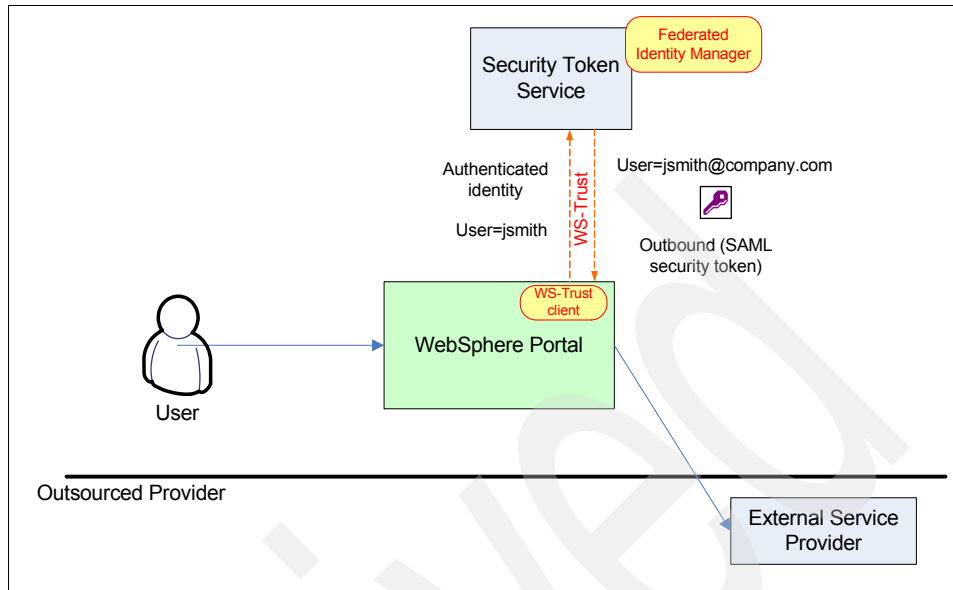 Federated
Identity Manager
Security Token
Service
Authenticated
identity
User=jsmith
WS-Trust
User=jsmith@company.com
Outbound (SAML
security token)
WS-Trust
client
WebSphere Portal
User
Outsourced Provider
External Service
Provider